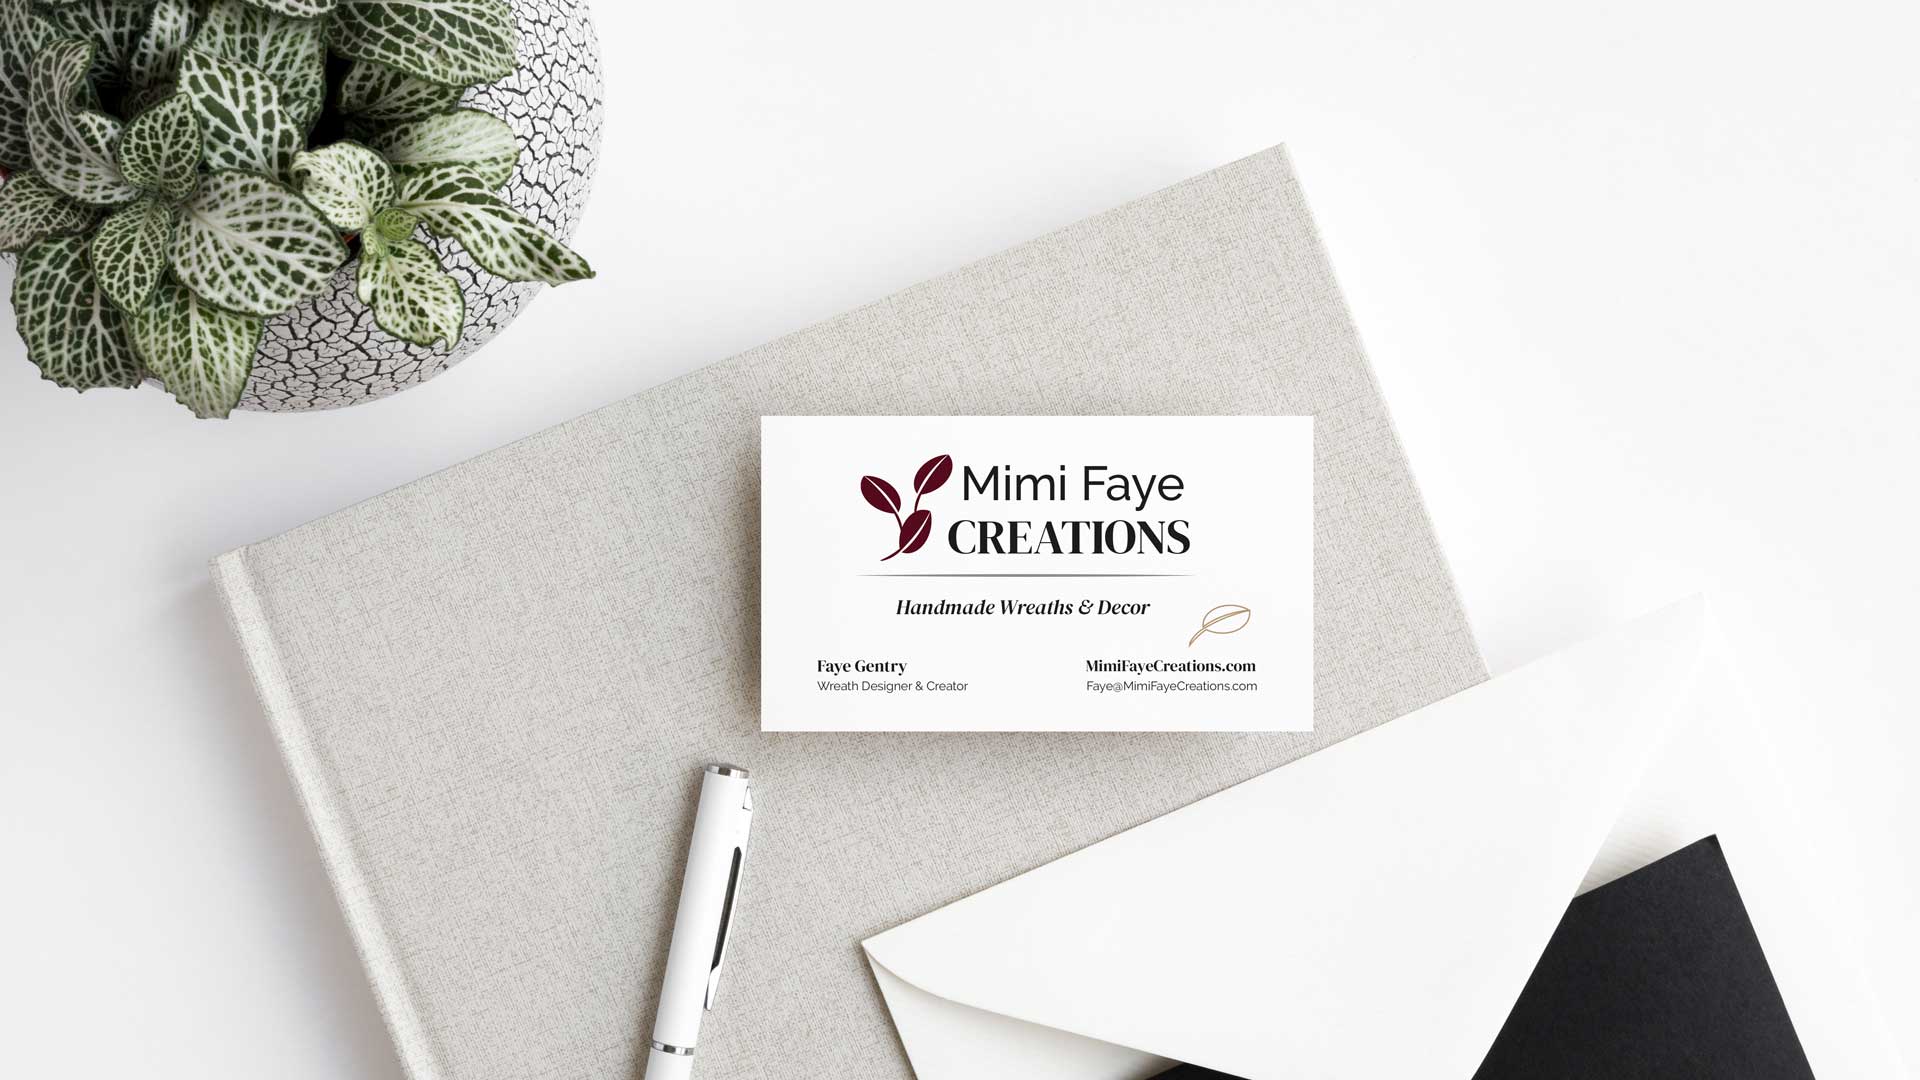 Mimi Faye
CREATIONS
Handmade Wreaths & Decor
Faye Gentry
Wreath Designer & Creator
MimiFayeCreations.com
Faye@MimiFayeCreations.com